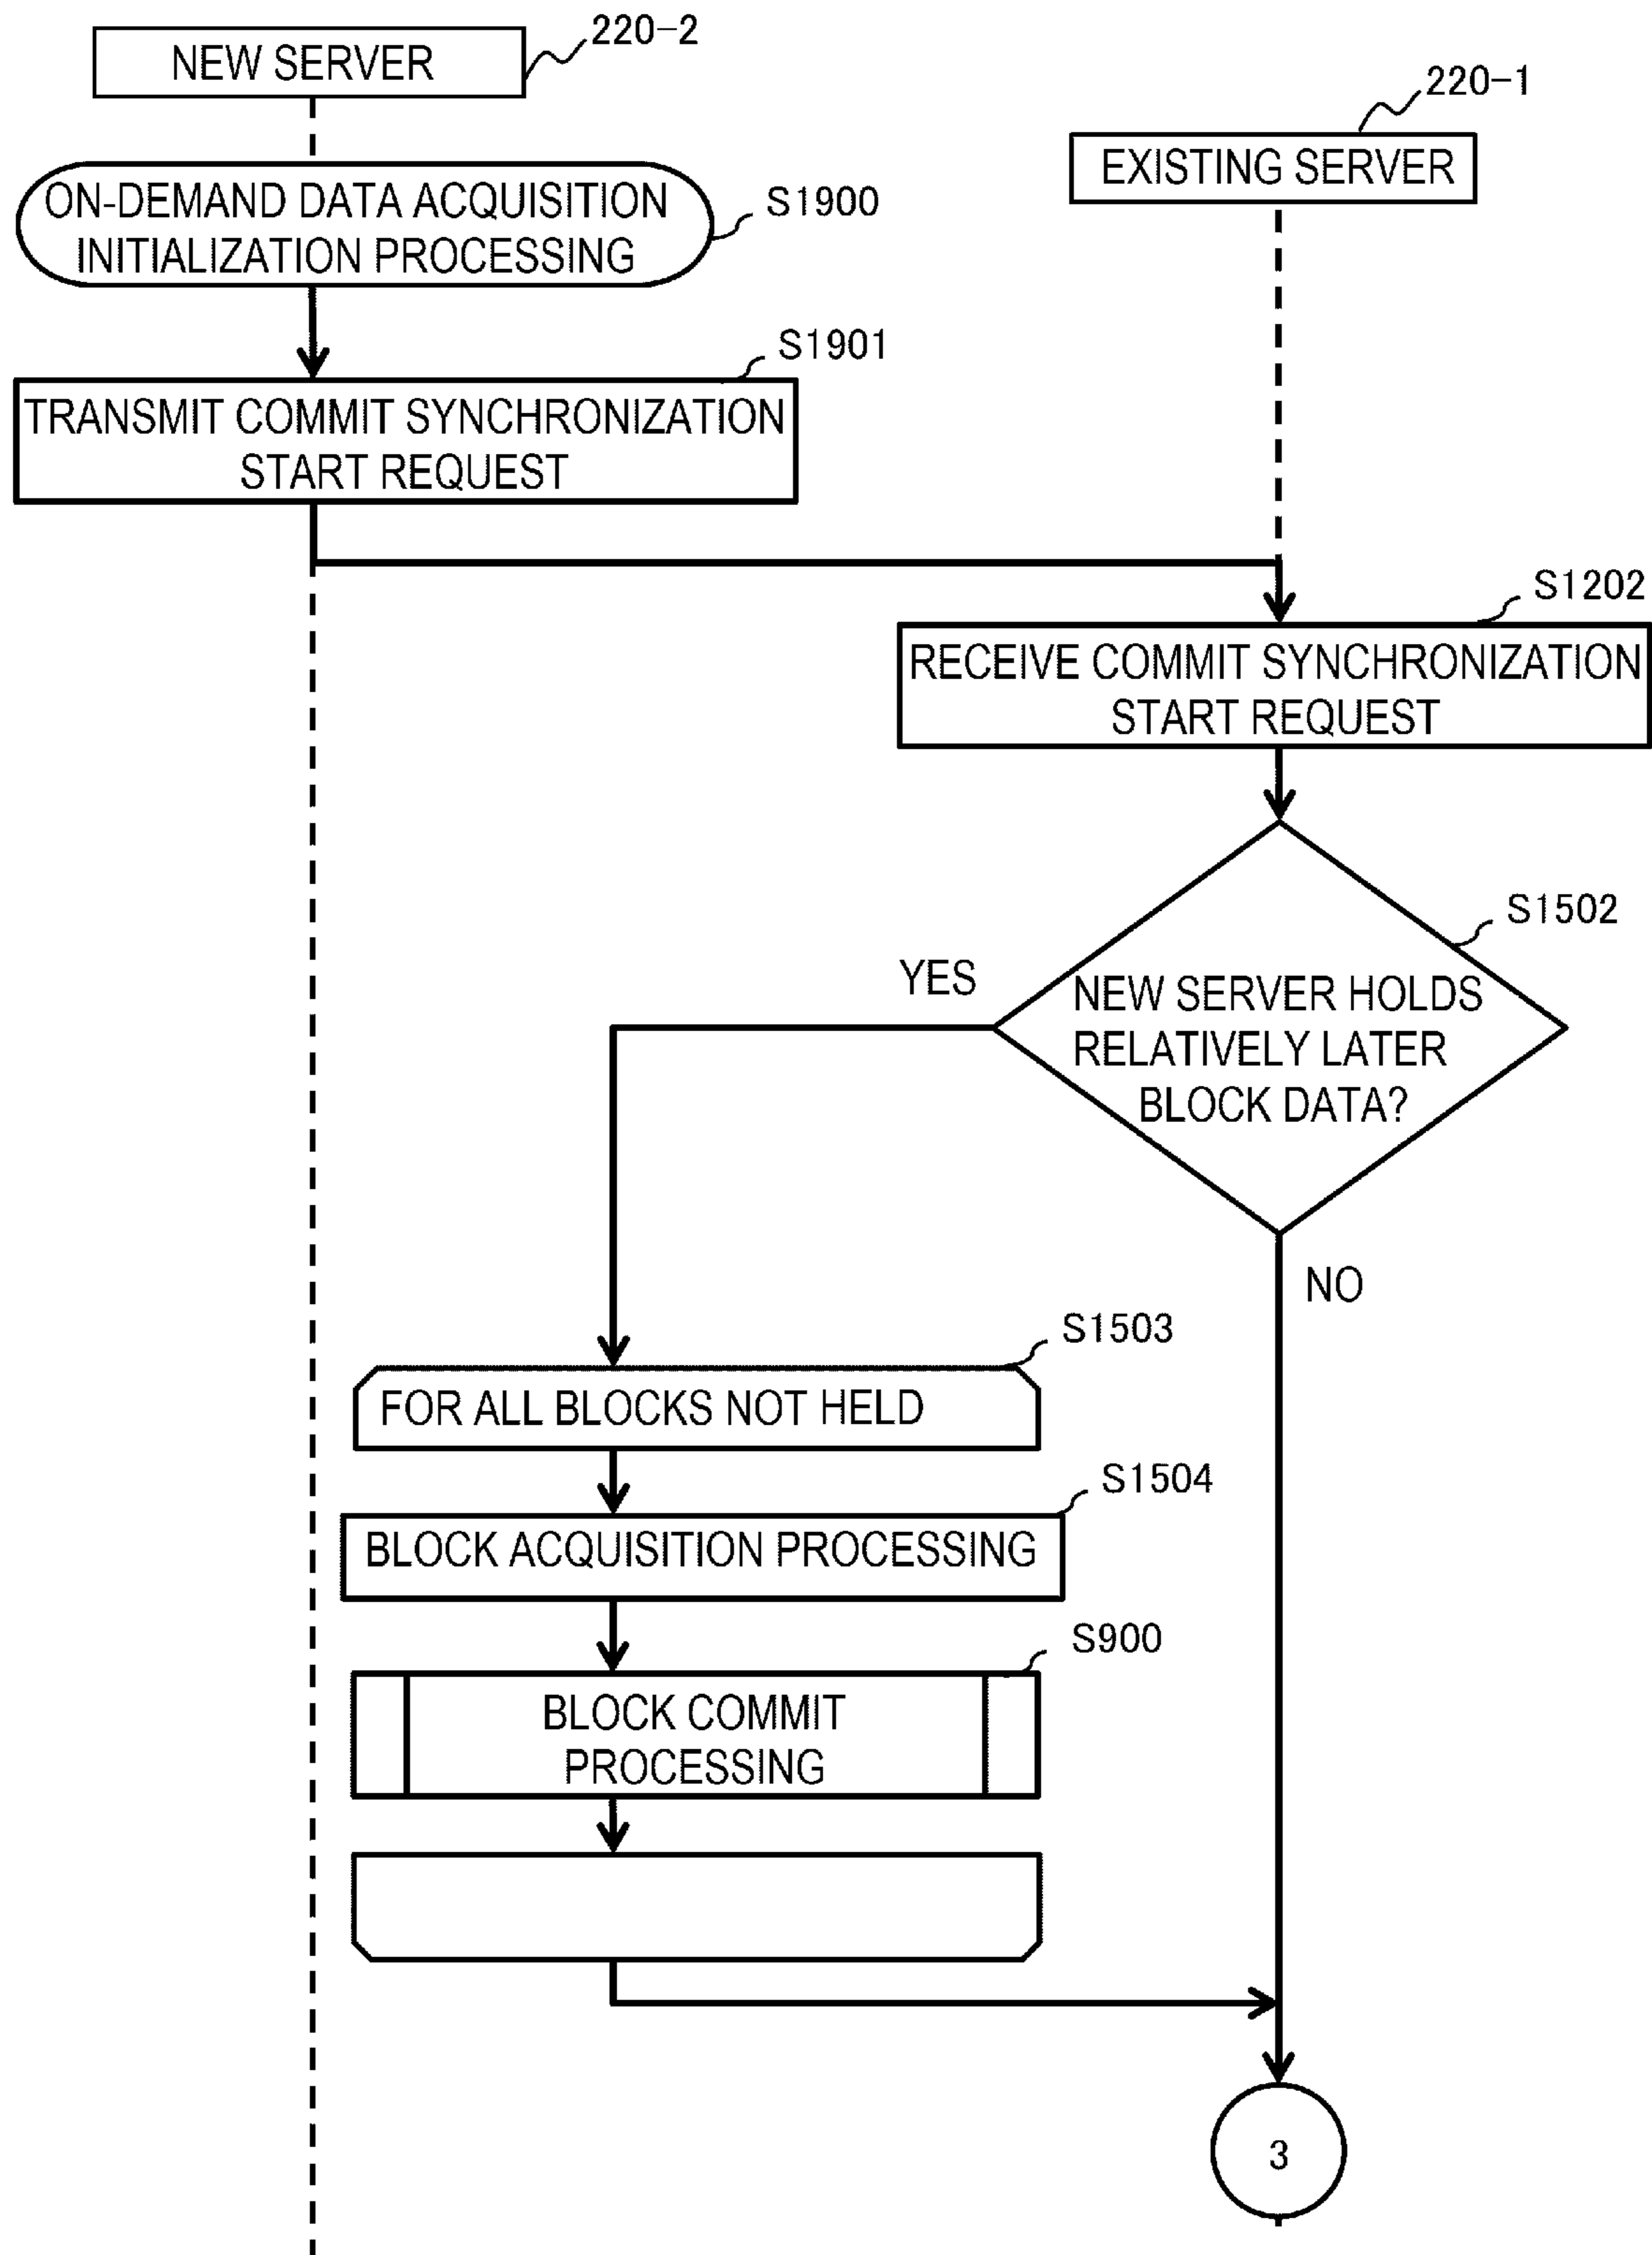 NEW SERVER
220-2
220-1
EXISTING SERVER
ON-DEMAND DATA ACQUISITION
INITIALIZATION PROCESSING
S1900
S1901
TRANSMIT COMMIT SYNCHRONIZATION
START REQUEST
S1202
RECEIVE COMMIT SYNCHRONIZATION
START REQUEST
S1502
YES
NEW SERVER HOLDS
RELATIVELY LATER
BLOCK DATA?
NO
S1503
FOR ALL BLOCKS NOT HELD
S1504
BLOCK ACQUISITION PROCESSING
S900
BLOCK COMMIT
PROCESSING
3